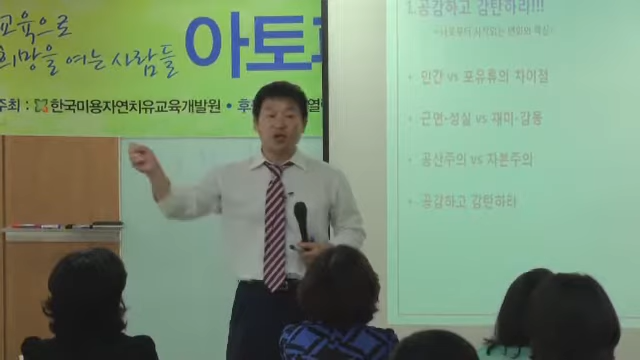 교육으로
희망을 여는 사람들
아토피
주최 : 한국미용자연치유교육개발원 • 후
1.공감하고 감탄하라!!!
• 인간 vs 포유류의 차이점
• 근면-성실 vs 재미-감동
• 공산주의 vs 자본주의
• 공감하고 감탄하라